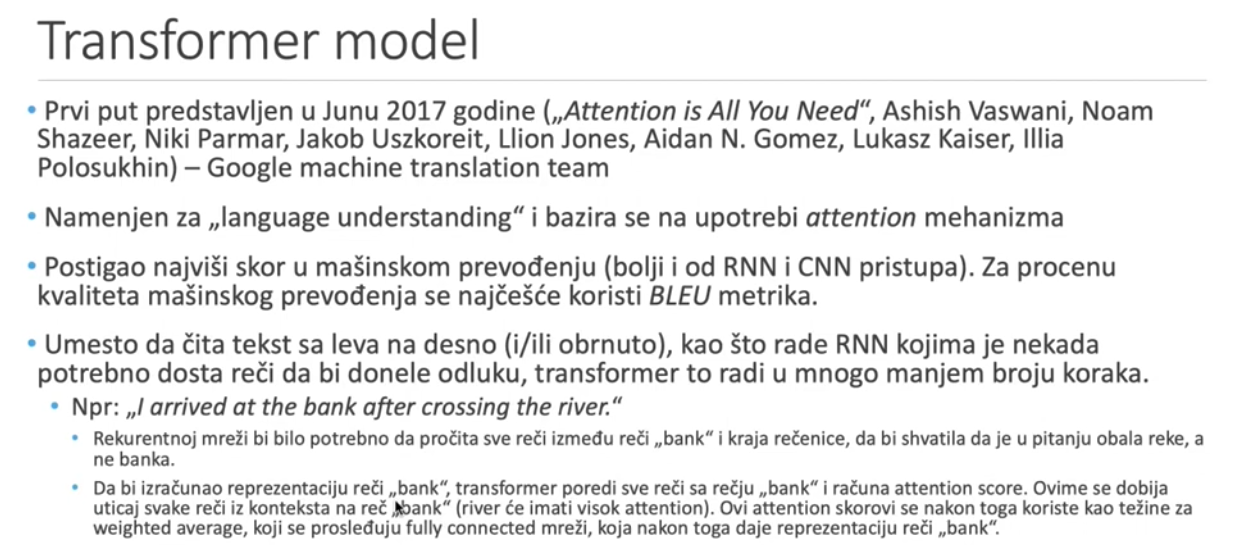 Transformer model
• Prvi put predstavljen u Junu 2017 godine („Attention is All You Need“, Ashish Vaswani, Noam
Shazeer, Niki Parmar, Jakob Uszkoreit, Llion Jones, Aidan N. Gomez, Lukasz Kaiser, Illia
Polosukhin) – Google machine translation team
• Namenjen za „language understanding“ i bazira se na upotrebi attention mehanizma
• Postigao najviši skor u mašinskom prevođenju (bolji i od RNN i CNN pristupa). Za procenu
kvaliteta mašinskog prevođenja se najčešće koristi BLEU metrika.
• Umesto da čita tekst sa leva na desno (i/ili obrnuto), kao što rade RNN kojima je nekada
potrebno dosta reči da bi donele odluku, transformer to radi u mnogo manjem broju koraka.
• Npr: „I arrived at the bank after crossing the river.“
• Rekurentnoj mreži bi bilo potrebno da pročita sve reči između reči „bank“ i kraja rečenice, da bi shvatila da je u pitanju obala reke, a
ne banka.
• Da bi izračunao reprezentaciju reči „bank“, transformer poredi sve reči sa rečju „bank“ i računa attention score. Ovime se dobija
uticaj svake reči iz konteksta na reč „bank“ (river će imati visok attention). Ovi attention skorovi se nakon toga koriste kao težine za
weighted average, koji se prosleđuju fully connected mreži, koja nakon toga daje reprezentaciju reči „bank“.